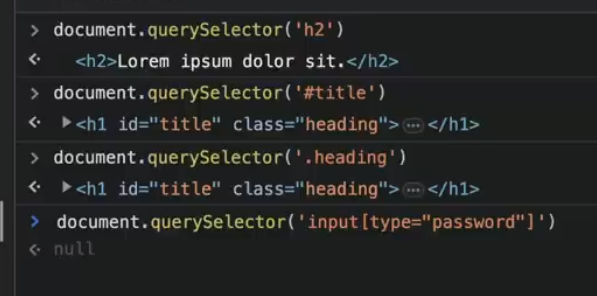 > document.querySelector('h2')
<h2>Lorem ipsum dolor sit.</h2>
> document.querySelector('#title')
<h1 id="title" class="heading">⋯</h1>
> document.querySelector('.heading')
<h1 id="title" class="heading">⋯</h1>
> document.querySelector('input[type="password"]')
null